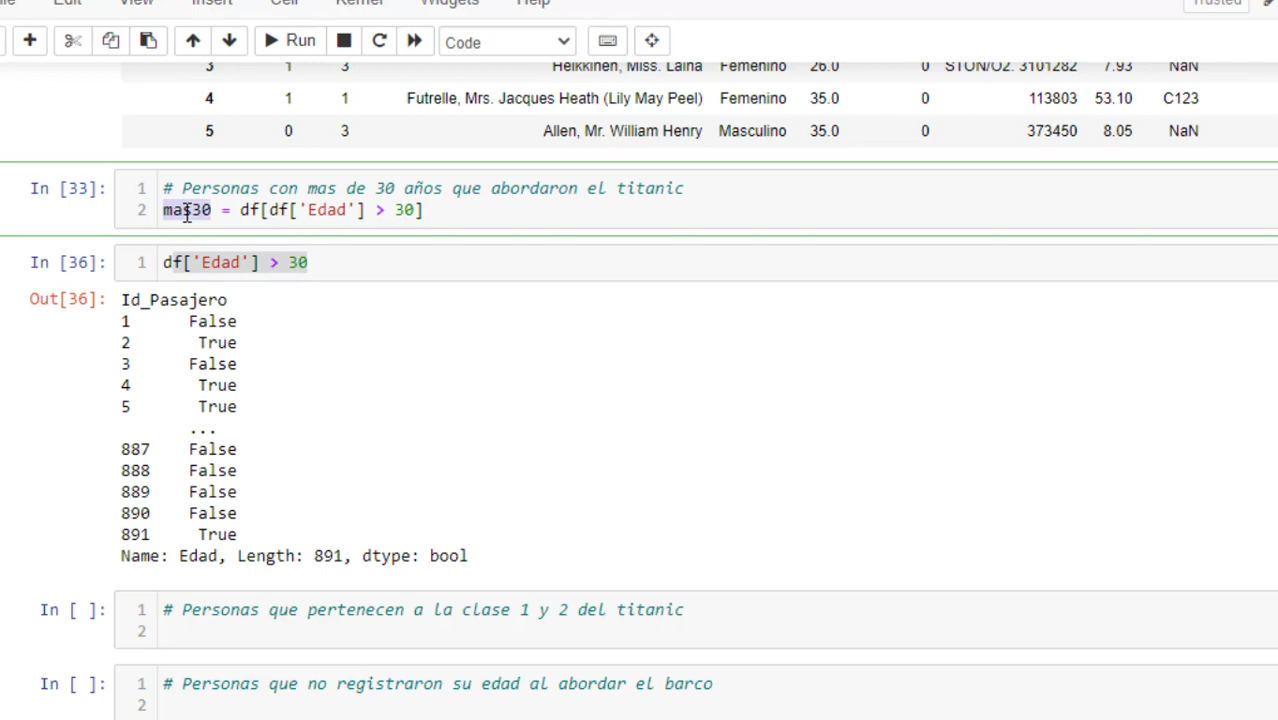 Edit View Insert Cell Kernel Widgets Help Trusted
Run Code
3 1 3 Heikkinen, Miss. Laina Femenino 26.0 0 STON/O2. 3101282 7.93 NaN
4 1 1 Futrelle, Mrs. Jacques Heath (Lily May Peel) Femenino 35.0 0 113803 53.10 C123
5 0 3 Allen, Mr. William Henry Masculino 35.0 0 373450 8.05 NaN
In [33]: 1 # Personas con mas de 30 años que abordaron el titanic
2 mas30 = df[df['Edad'] > 30]
In [36]: 1 df['Edad'] > 30
Out[36]: Id_Pasajero
1 False
2 True
3 False
4 True
5 True
...
887 False
888 False
889 False
890 False
891 True
Name: Edad, Length: 891, dtype: bool
In [ ]: 1 # Personas que pertenecen a la clase 1 y 2 del titanic
2
In [ ]: 1 # Personas que no registraron su edad al abordar el barco
2